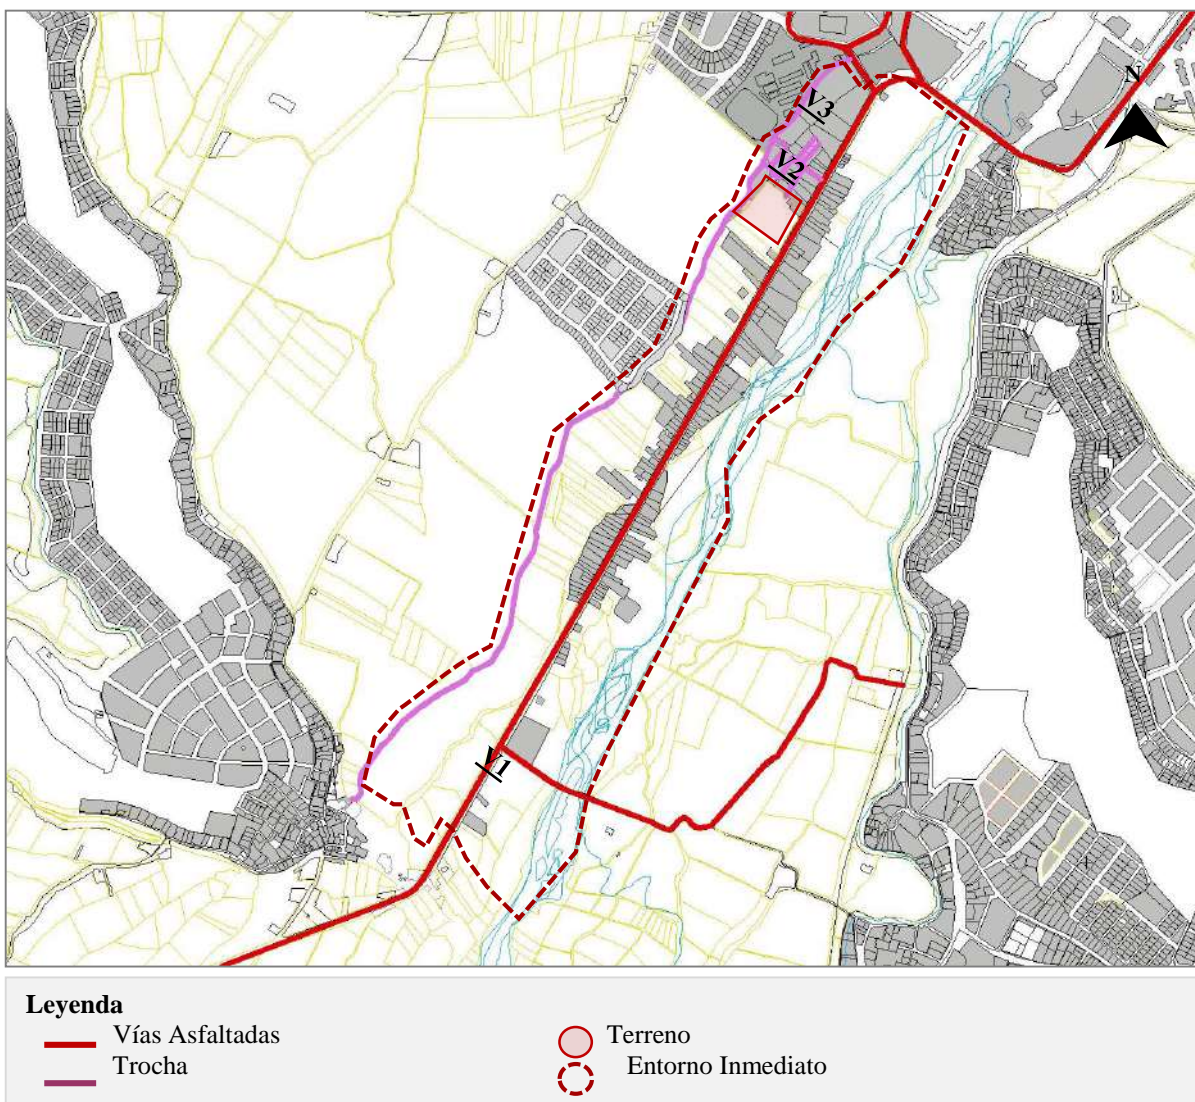 N
V3
V2
V1
Leyenda
Vías Asfaltadas
Terreno
Trocha
Entorno Inmediato